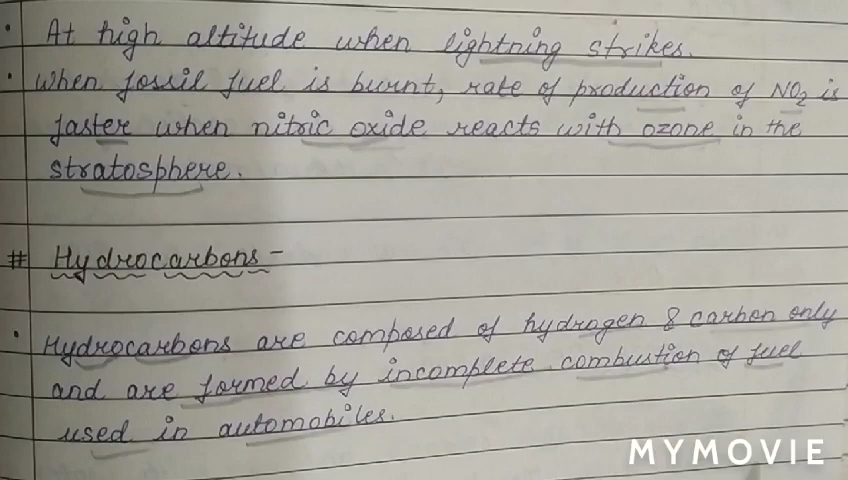 • At high altitude when lightning strikes.
• When fossil fuel is burnt, rate of production of NO₂ is
faster when nitric oxide reacts with ozone in the
stratosphere.
# Hydrocarbons -
• Hydrocarbons are composed of hydrogen & carbon only
and are formed by incomplete combustion of fuel
used in automobiles.
MYMOVIE